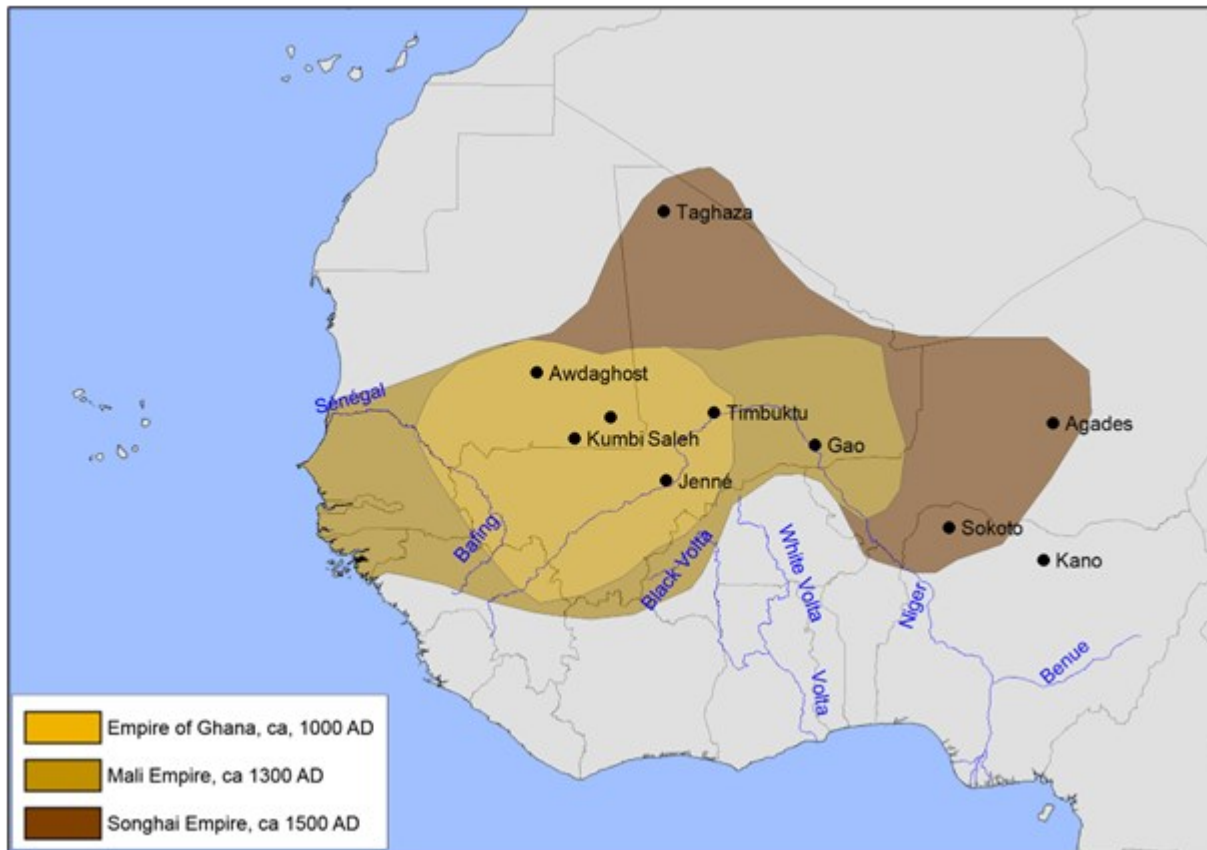 Taghaza
Awdaghost
Sénégal
Timbuktu
Kumbi Saleh
Gao
Agades
Jenné
Bafing
Black Volta
White Volta
Sokoto
Kano
Niger
Benue
Volta
Empire of Ghana, ca, 1000 AD
Mali Empire, ca 1300 AD
Songhai Empire, ca 1500 AD